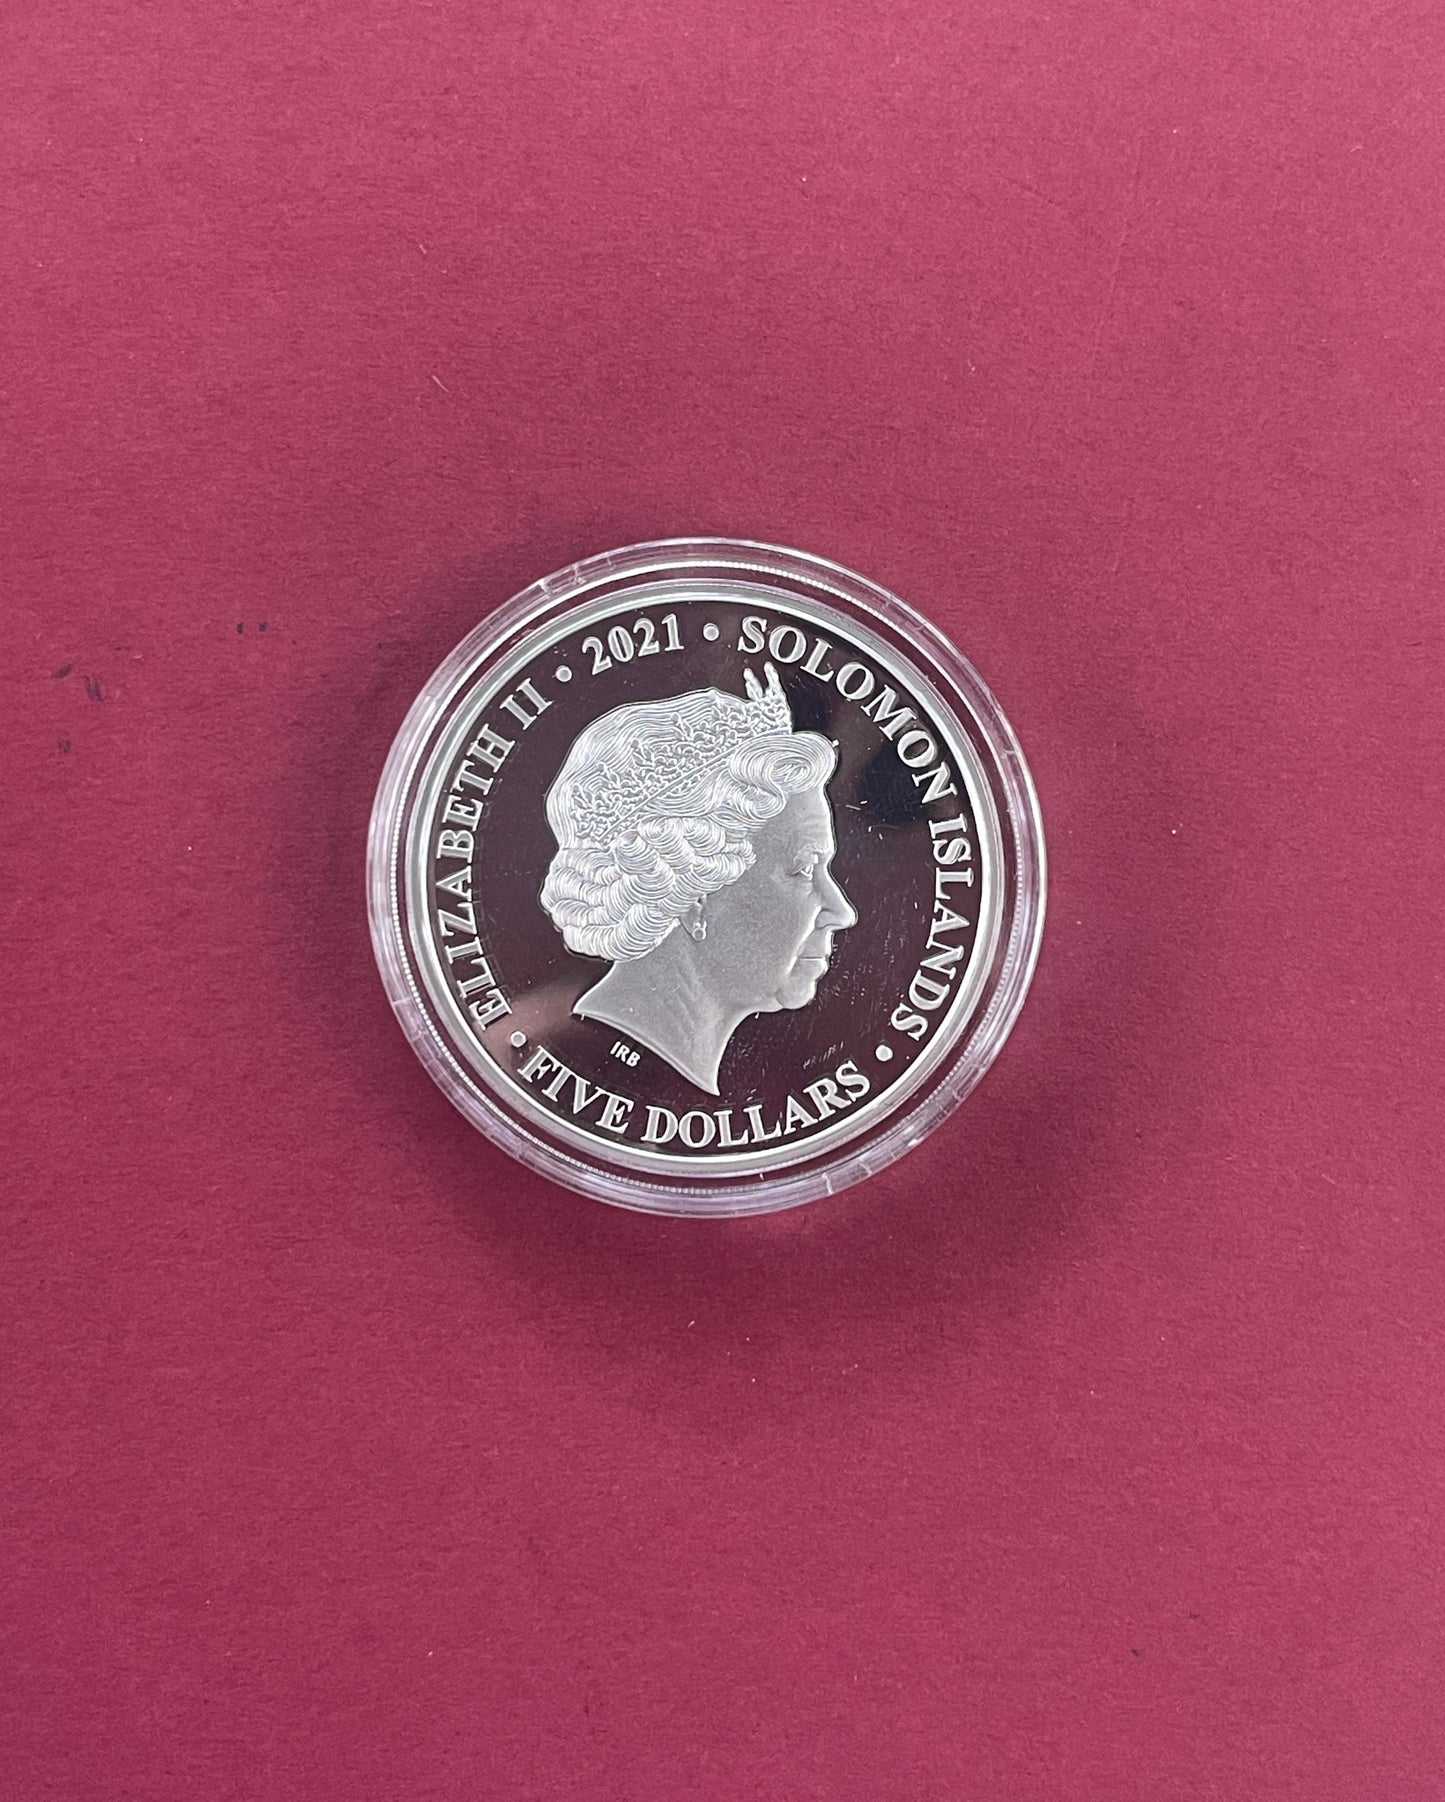 ELIZABETH II • 2021 • SOLOMON ISLANDS •
FIVE DOLLARS •
IRB